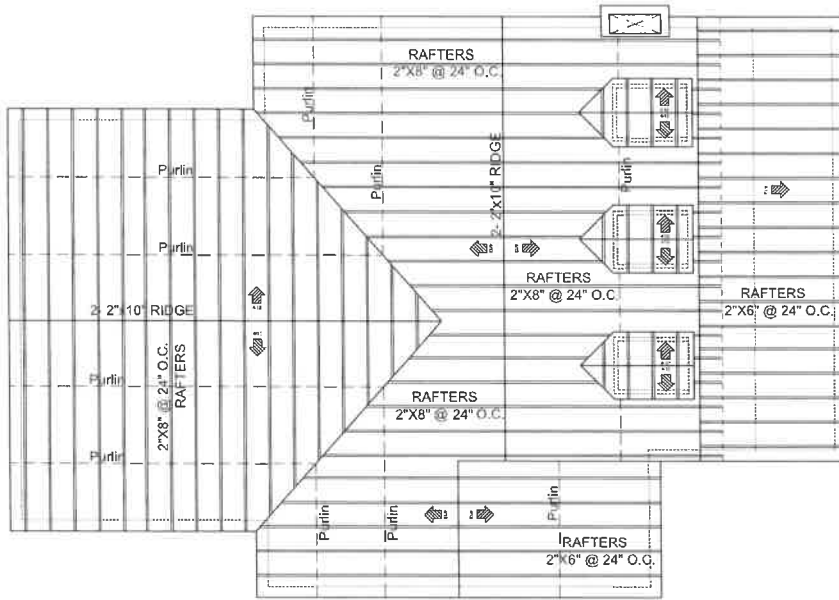 RAFTERS
2"X8" @ 24" O.C.
Purlin
Purlin
Purlin
2- 2"x10" RIDGE
Purlin
Purlin
RAFTERS
2"X8" @ 24" O.C.
RAFTERS
2"X6" @ 24" O.C.
2- 2"x10" RIDGE
2"X8" @ 24" O.C.
RAFTERS
Purlin
RAFTERS
2"X8" @ 24" O.C.
Purlin
Purlin
Purlin
Purlin
RAFTERS
2"X6" @ 24" O.C.